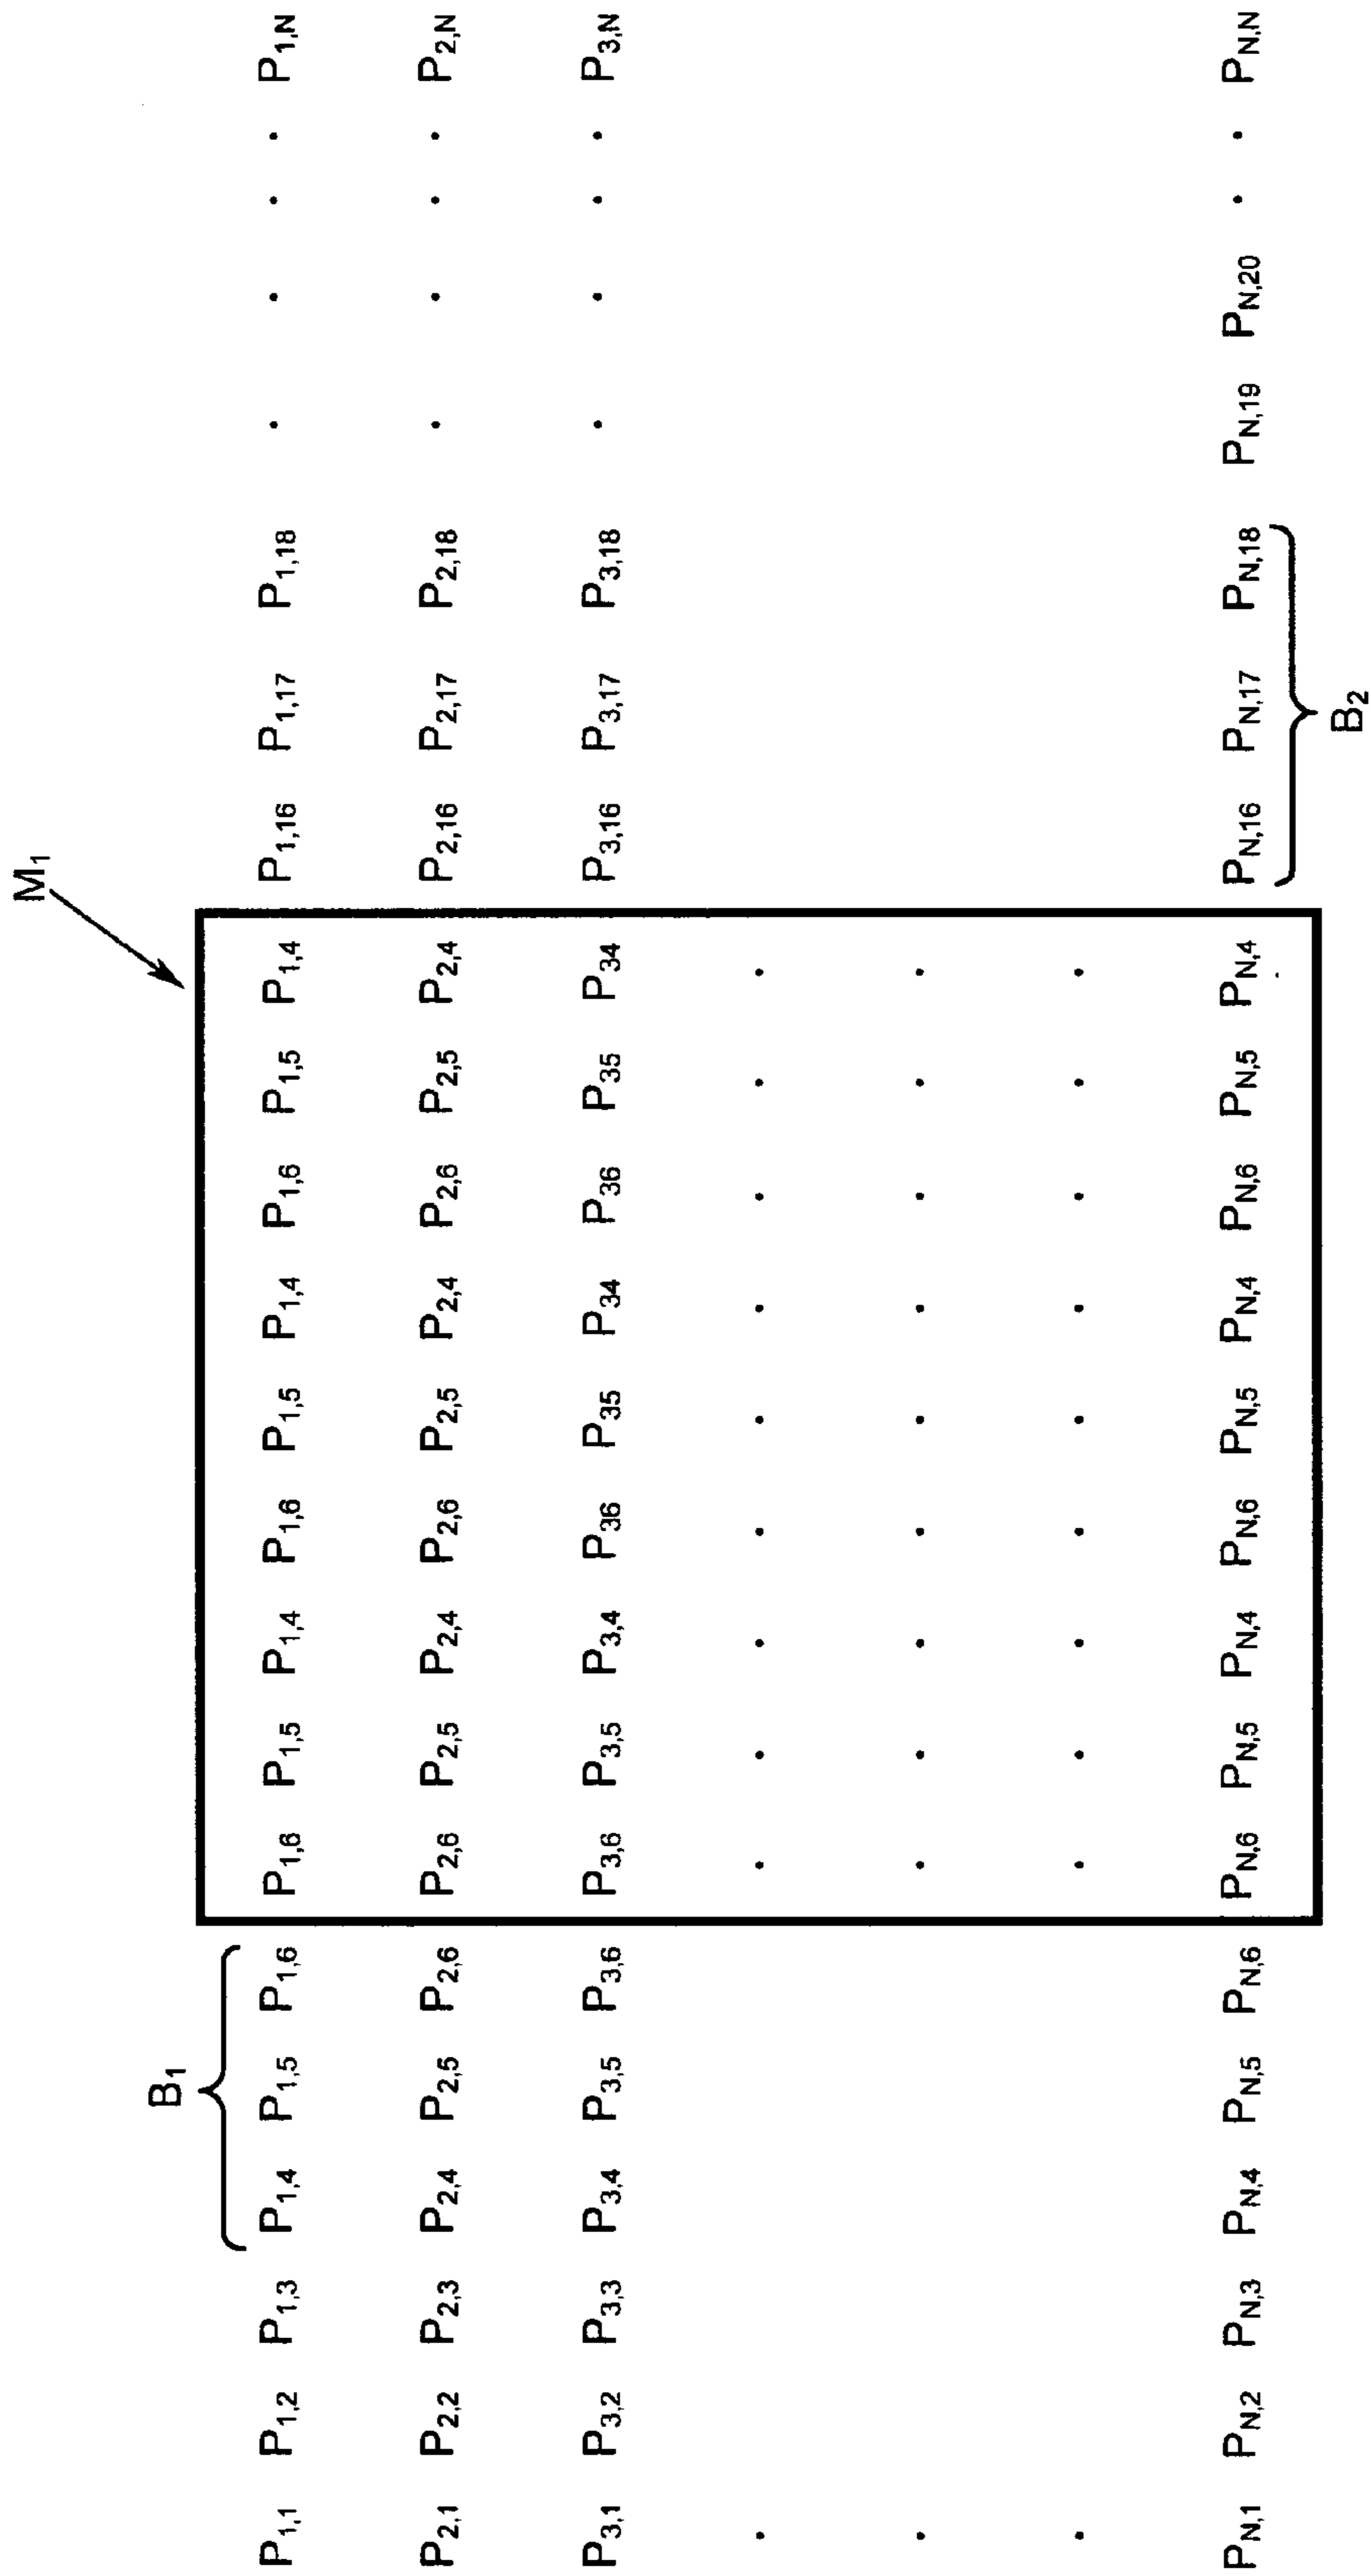 M1
B1
P1,1 P1,2 P1,3 P1,4 P1,5 P1,6 P1,6 P1,5 P1,4 P1,6 P1,5 P1,4 P1,6 P1,5 P1,4 P1,16 P1,17 P1,18 . . . . P1,N
P2,1 P2,2 P2,3 P2,4 P2,5 P2,6 P2,6 P2,5 P2,4 P2,6 P2,5 P2,4 P2,6 P2,5 P2,4 P2,16 P2,17 P2,18 . . . . P2,N
P3,1 P3,2 P3,3 P3,4 P3,5 P3,6 P3,6 P3,5 P3,4 P36 P35 P34 P36 P35 P34 P3,16 P3,17 P3,18 . . . . P3,N
. . . . . . . . . .
. . . . . . . . . .
. . . . . . . . . .
PN,1 PN,2 PN,3 PN,4 PN,5 PN,6 PN,6 PN,5 PN,4 PN,6 PN,5 PN,4 PN,6 PN,5 PN,4 PN,16 PN,17 PN,18 PN,19 PN,20 . . PN,N
B2